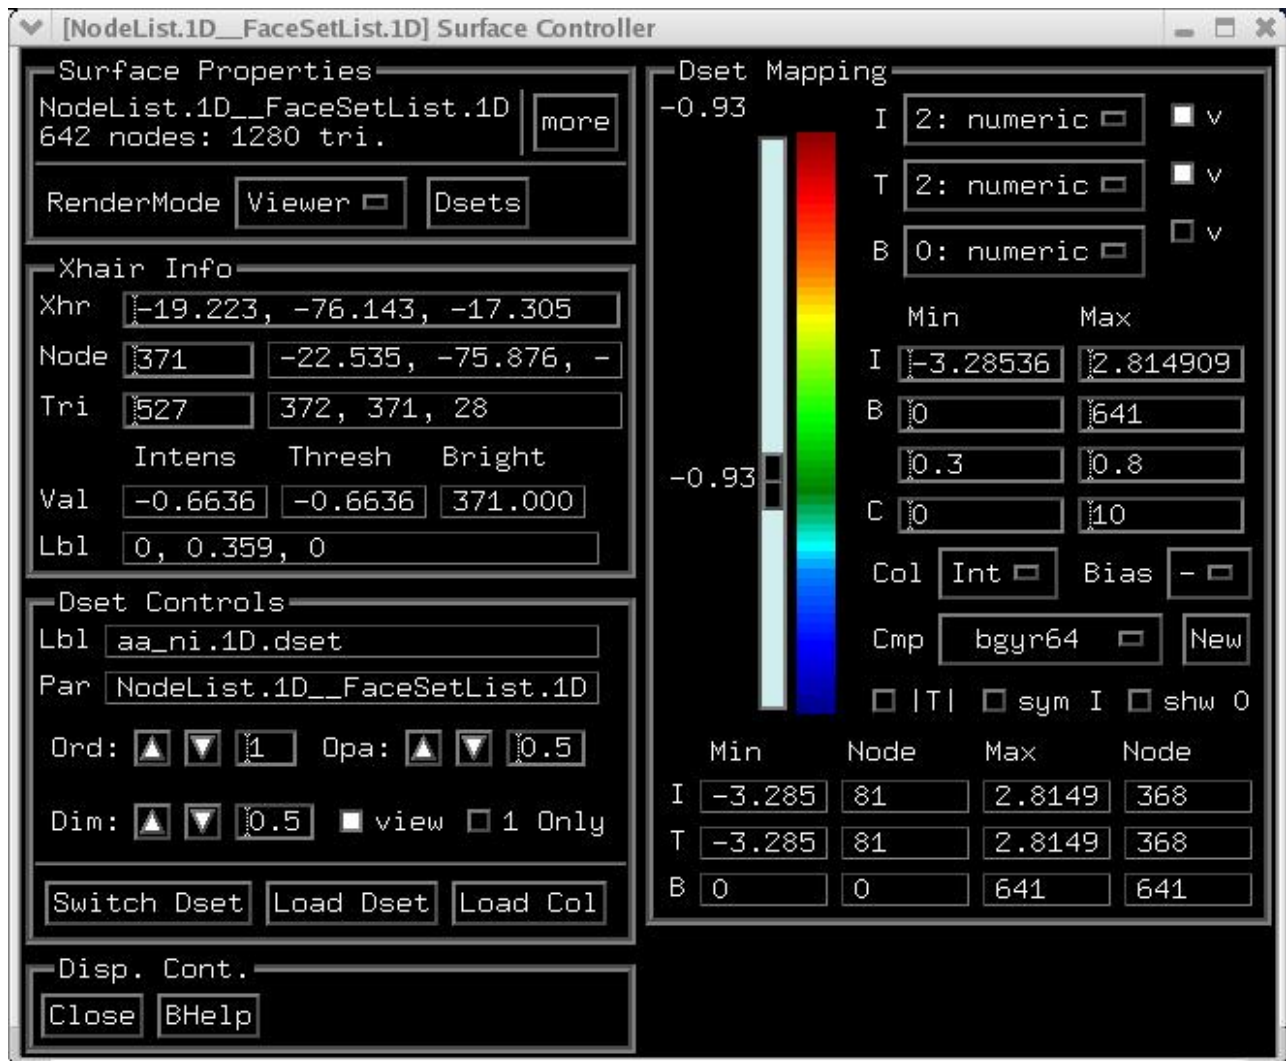 [NodeList.1D__FaceSetList.1D] Surface Controller
Surface Properties
NodeList.1D__FaceSetList.1D
642 nodes: 1280 tri.
more
RenderMode Viewer Dsets
Xhair Info
Xhr -19.223, -76.143, -17.305
Node 371 -22.535, -75.876, -
Tri 527 372, 371, 28
Intens Thresh Bright
Val -0.6636 -0.6636 371.000
Lbl 0, 0.359, 0
Dset Controls
Lbl aa_ni.1D.dset
Par NodeList.1D__FaceSetList.1D
Ord: 1 Opa: 0.5
Dim: 0.5 view 1 Only
Switch Dset Load Dset Load Col
Disp. Cont.
Close BHelp
Dset Mapping
-0.93
-0.93
I 2: numeric v
T 2: numeric v
B 0: numeric v
Min Max
I -3.28536 2.814909
B 0 641
0.3 0.8
C 0 10
Col Int Bias -
Cmp bgyr64 New
|T| sym I shw 0
Min Node Max Node
I -3.285 81 2.8149 368
T -3.285 81 2.8149 368
B 0 0 641 641